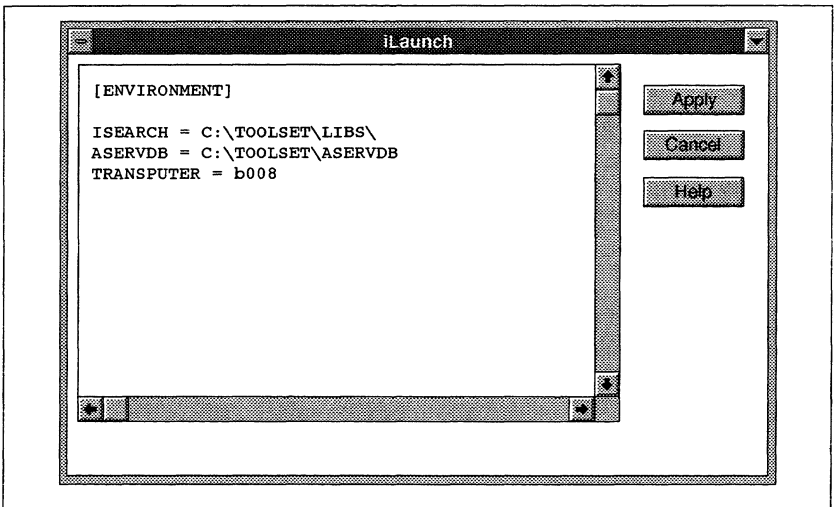 iLaunch
[ENVIRONMENT]
ISEARCH = C:\TOOLSET\LIBS\
ASERVDB = C:\TOOLSET\ASERVDB
TRANSPUTER = b008
Apply
Cancel
Help